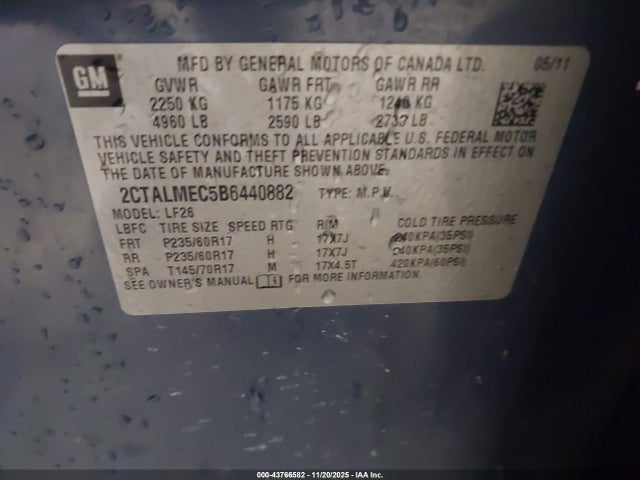 GM
MFD BY GENERAL MOTORS OF CANADA LTD. 05/11
GVWR GAWR FRT GAWR RR
2250 KG 1175 KG 1240 KG
4960 LB 2590 LB 2733 LB
THIS VEHICLE CONFORMS TO ALL APPLICABLE U.S. FEDERAL MOTOR
VEHICLE SAFETY AND THEFT PREVENTION STANDARDS IN EFFECT ON
THE DATE OF MANUFACTURE SHOWN ABOVE.
2CTALMEC5B6440882 TYPE: M.P.V.
MODEL: LF26
LBFC TIRE SIZE SPEED RTG RIM COLD TIRE PRESSURE
FRT P235/60R17 H 17X7J 240KPA(35PSI)
RR P235/60R17 H 17X7J 240KPA(35PSI)
SPA T145/70R17 M 17X4.5T 420KPA(60PSI)
SEE OWNER'S MANUAL FOR MORE INFORMATION.
000-43766582 - 11/20/2025 - IAA Inc.